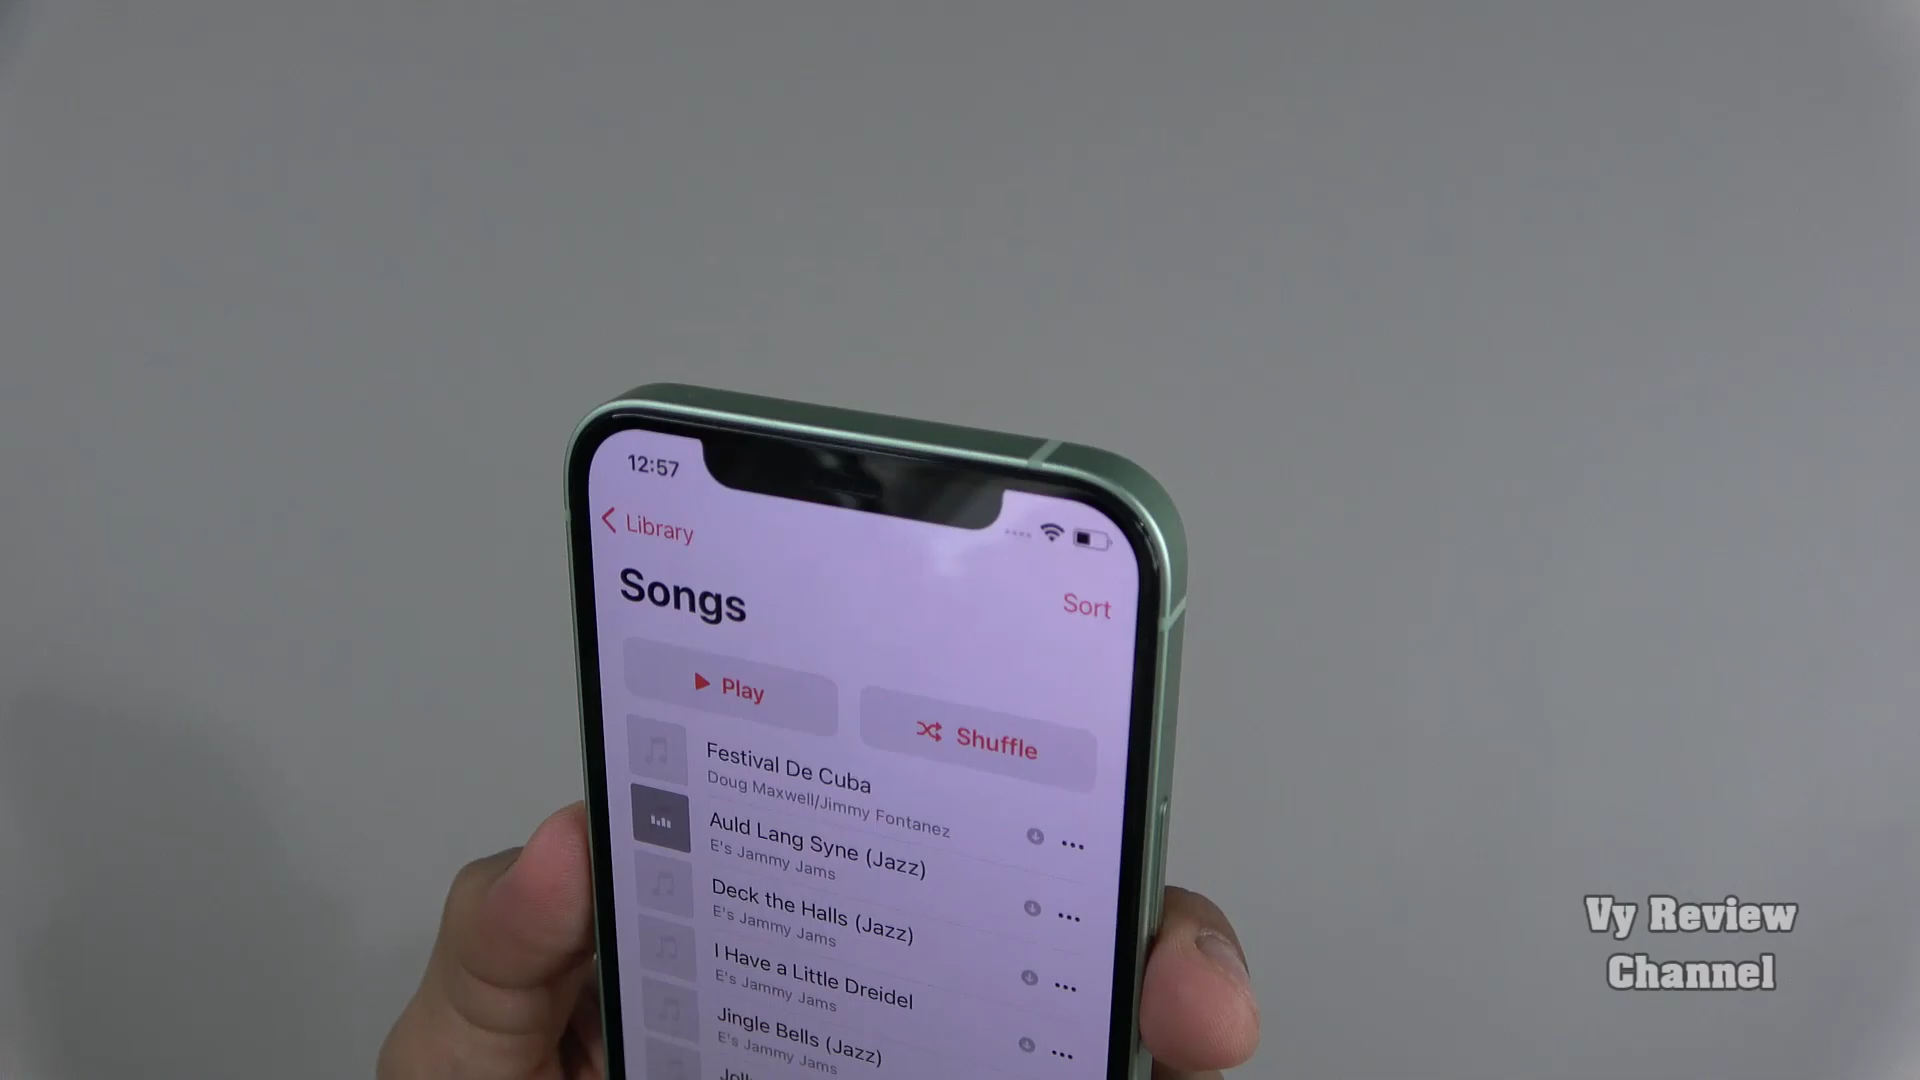 12:57
Library
Songs
Sort
Play
Shuffle
Festival De Cuba
Doug Maxwell/Jimmy Fontanez
Auld Lang Syne (Jazz)
E's Jammy Jams
Deck the Halls (Jazz)
E's Jammy Jams
I Have a Little Dreidel
E's Jammy Jams
Jingle Bells (Jazz)
E's Jammy Jams
Vy Review
Channel